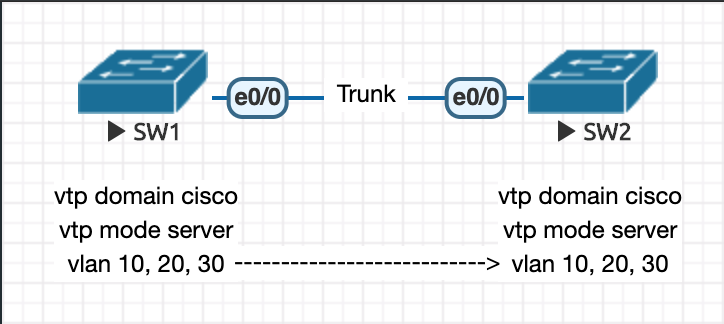 e0/0 Trunk e0/0
SW1 SW2
vtp domain cisco vtp domain cisco
vtp mode server vtp mode server
vlan 10, 20, 30 -------------------------> vlan 10, 20, 30